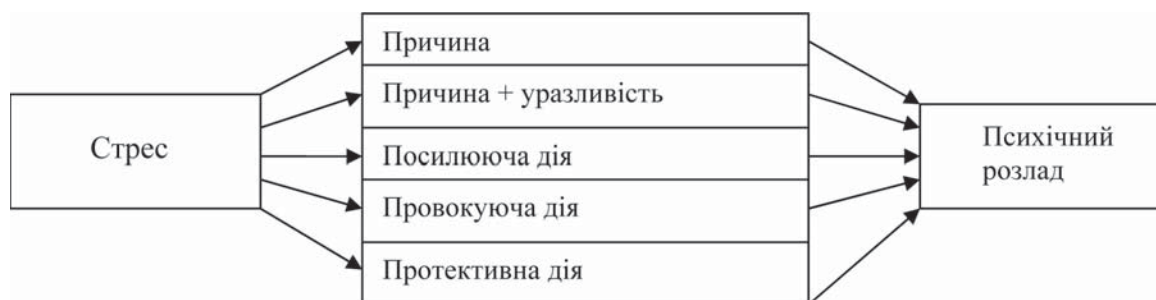 Стрес
Причина
Причина + уразливість
Посилююча дія
Провокуюча дія
Протективна дія
Психічний
розлад